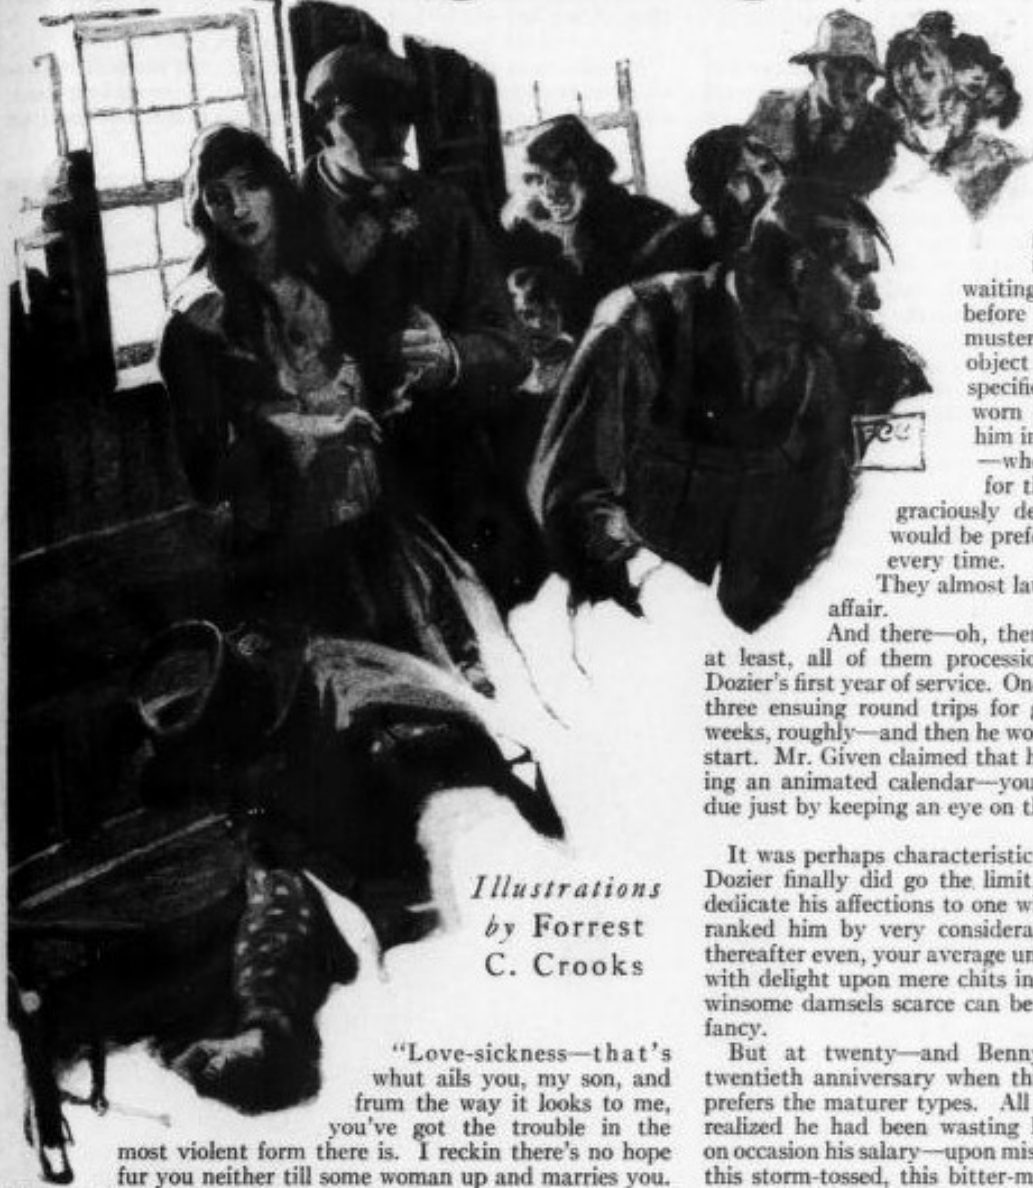 Illustrations
by Forrest
C. Crooks
“Love-sickness—that's
whut ails you, my son, and
frum the way it looks to me,
you've got the trouble in the
most violent form there is. I reckin there's no hope
fur you neither till some woman up and marries you.
waiting
before
muster
object
specific
worn
him in
—who
for th
graciously de
would be prefe
every time.
They almost lau
affair.
And there—oh, ther
at least, all of them processio
Dozier's first year of service. On
three ensuing round trips for g
weeks, roughly—and then he wo
start. Mr. Given claimed that h
ing an animated calendar—you
due just by keeping an eye on th
It was perhaps characteristic
Dozier finally did go the limit
dedicate his affections to one w
ranked him by very considera
thereafter even, your average un
with delight upon mere chits in
winsome damsels scarce can be
fancy.
But at twenty—and Benny
twentieth anniversary when th
prefers the maturer types. All
realized he had been wasting h
on occasion his salary—upon mis
this storm-tossed, this bitter-m